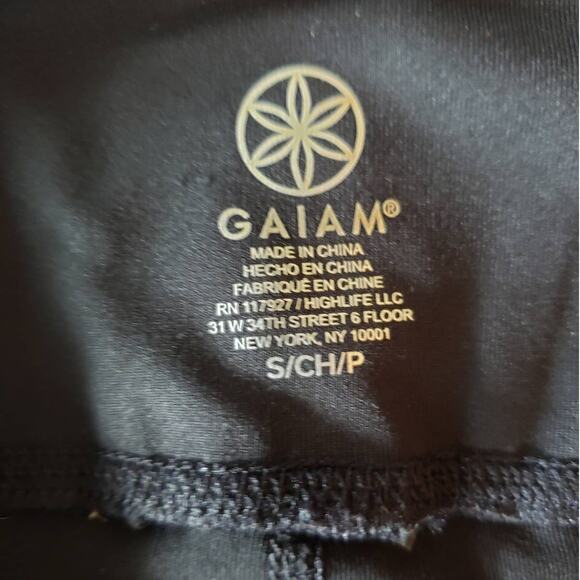 GAIAM®
MADE IN CHINA
HECHO EN CHINA
FABRIQUÉ EN CHINE
RN 117927 / HIGHLIFE LLC
31 W 34TH STREET 6 FLOOR
NEW YORK, NY 10001
S/CH/P